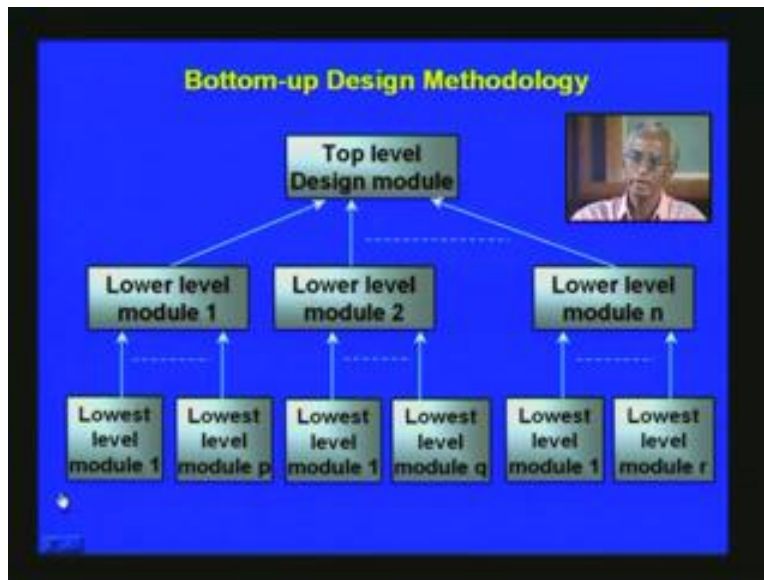 Bottom-up Design Methodology
Top level
Design module
Lower level
module 1
Lower level
module 2
Lower level
module n
Lowest
level
module 1
Lowest
level
module p
Lowest
level
module 1
Lowest
level
module q
Lowest
level
module 1
Lowest
level
module r